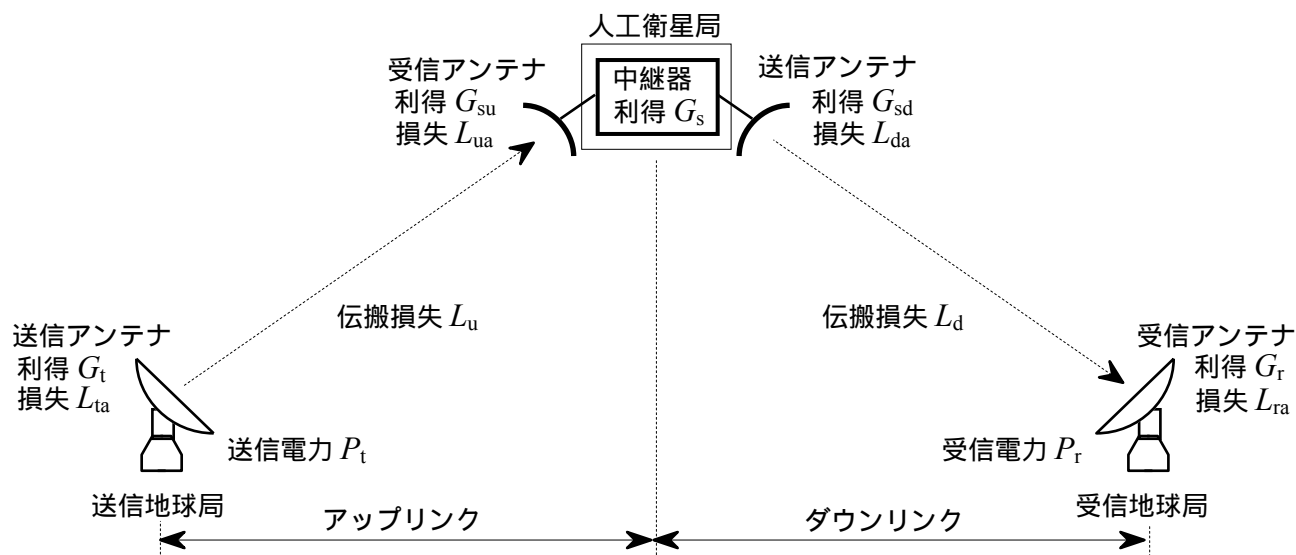 人工衛星局
受信アンテナ
利得 Gsu
損失 Lua
中継器
利得 Gs
送信アンテナ
利得 Gsd
損失 Lda
伝搬損失 Lu
伝搬損失 Ld
送信アンテナ
利得 Gt
損失 Lta
送信電力 Pt
送信地球局
受信アンテナ
利得 Gr
損失 Lra
受信電力 Pr
受信地球局
アップリンク
ダウンリンク